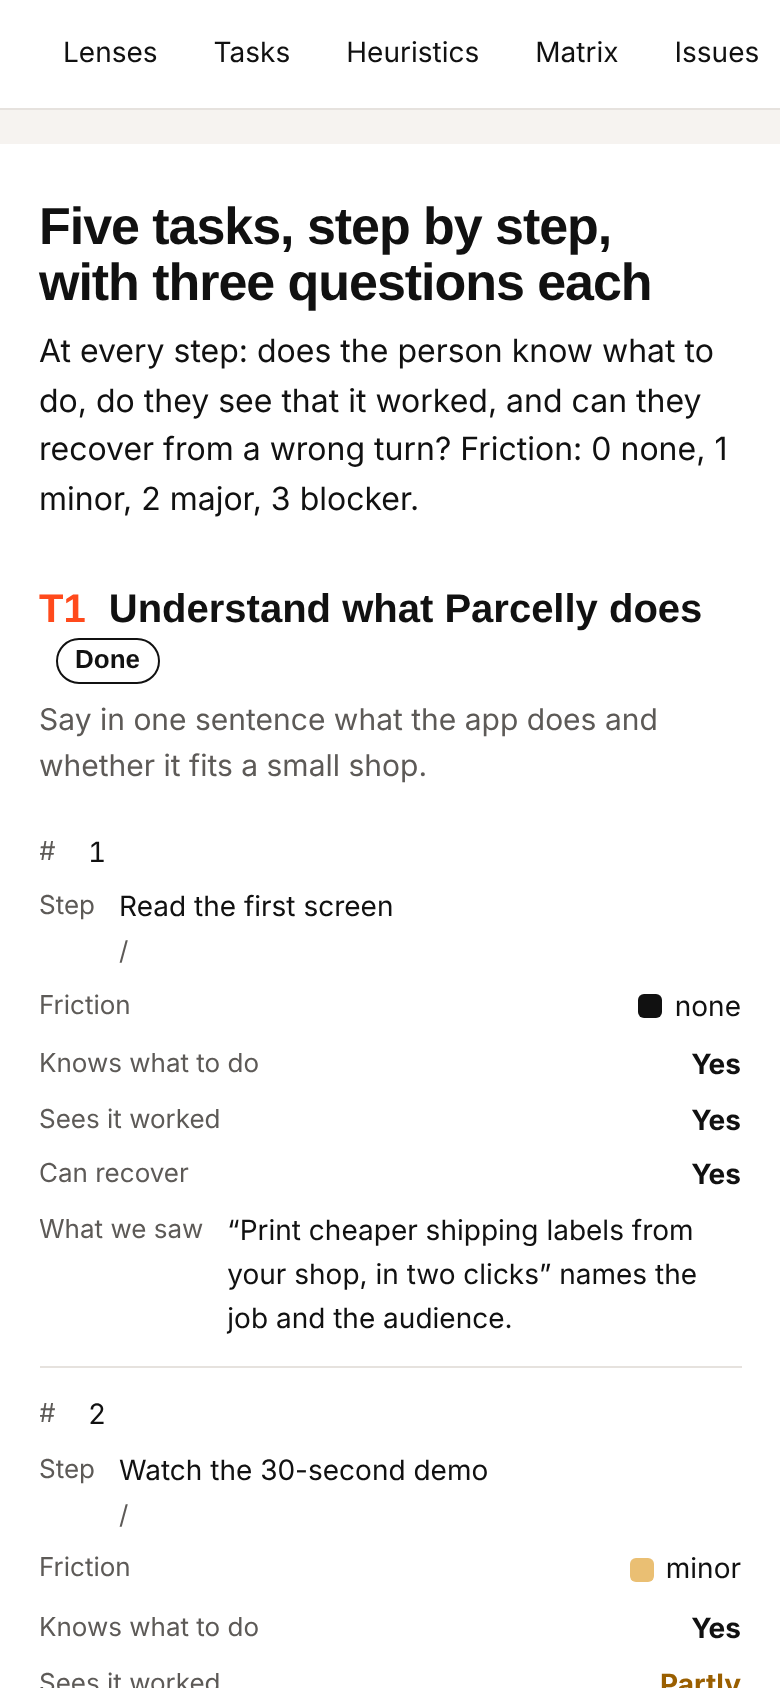 Lenses Tasks Heuristics Matrix Issues
Five tasks, step by step,
with three questions each
At every step: does the person know what to
do, do they see that it worked, and can they
recover from a wrong turn? Friction: 0 none, 1
minor, 2 major, 3 blocker.
T1 Understand what Parcelly does
Done
Say in one sentence what the app does and
whether it fits a small shop.
# 1
Step Read the first screen
/
Friction none
Knows what to do Yes
Sees it worked Yes
Can recover Yes
What we saw “Print cheaper shipping labels from
your shop, in two clicks” names the
job and the audience.
# 2
Step Watch the 30-second demo
/
Friction minor
Knows what to do Yes
Sees it worked Partly